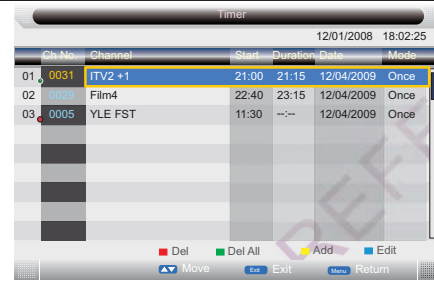 Timer
12/01/2008 18:02:25
Ch No. Channel Start Duration Date Mode
01 0031 ITV2 +1 21:00 21:15 12/04/2009 Once
02 0029 Film4 22:40 23:15 12/04/2009 Once
03 0005 YLE FST 11:30 --:-- 12/04/2009 Once
Del Del All Add Edit
Move Exit Exit Menu Return